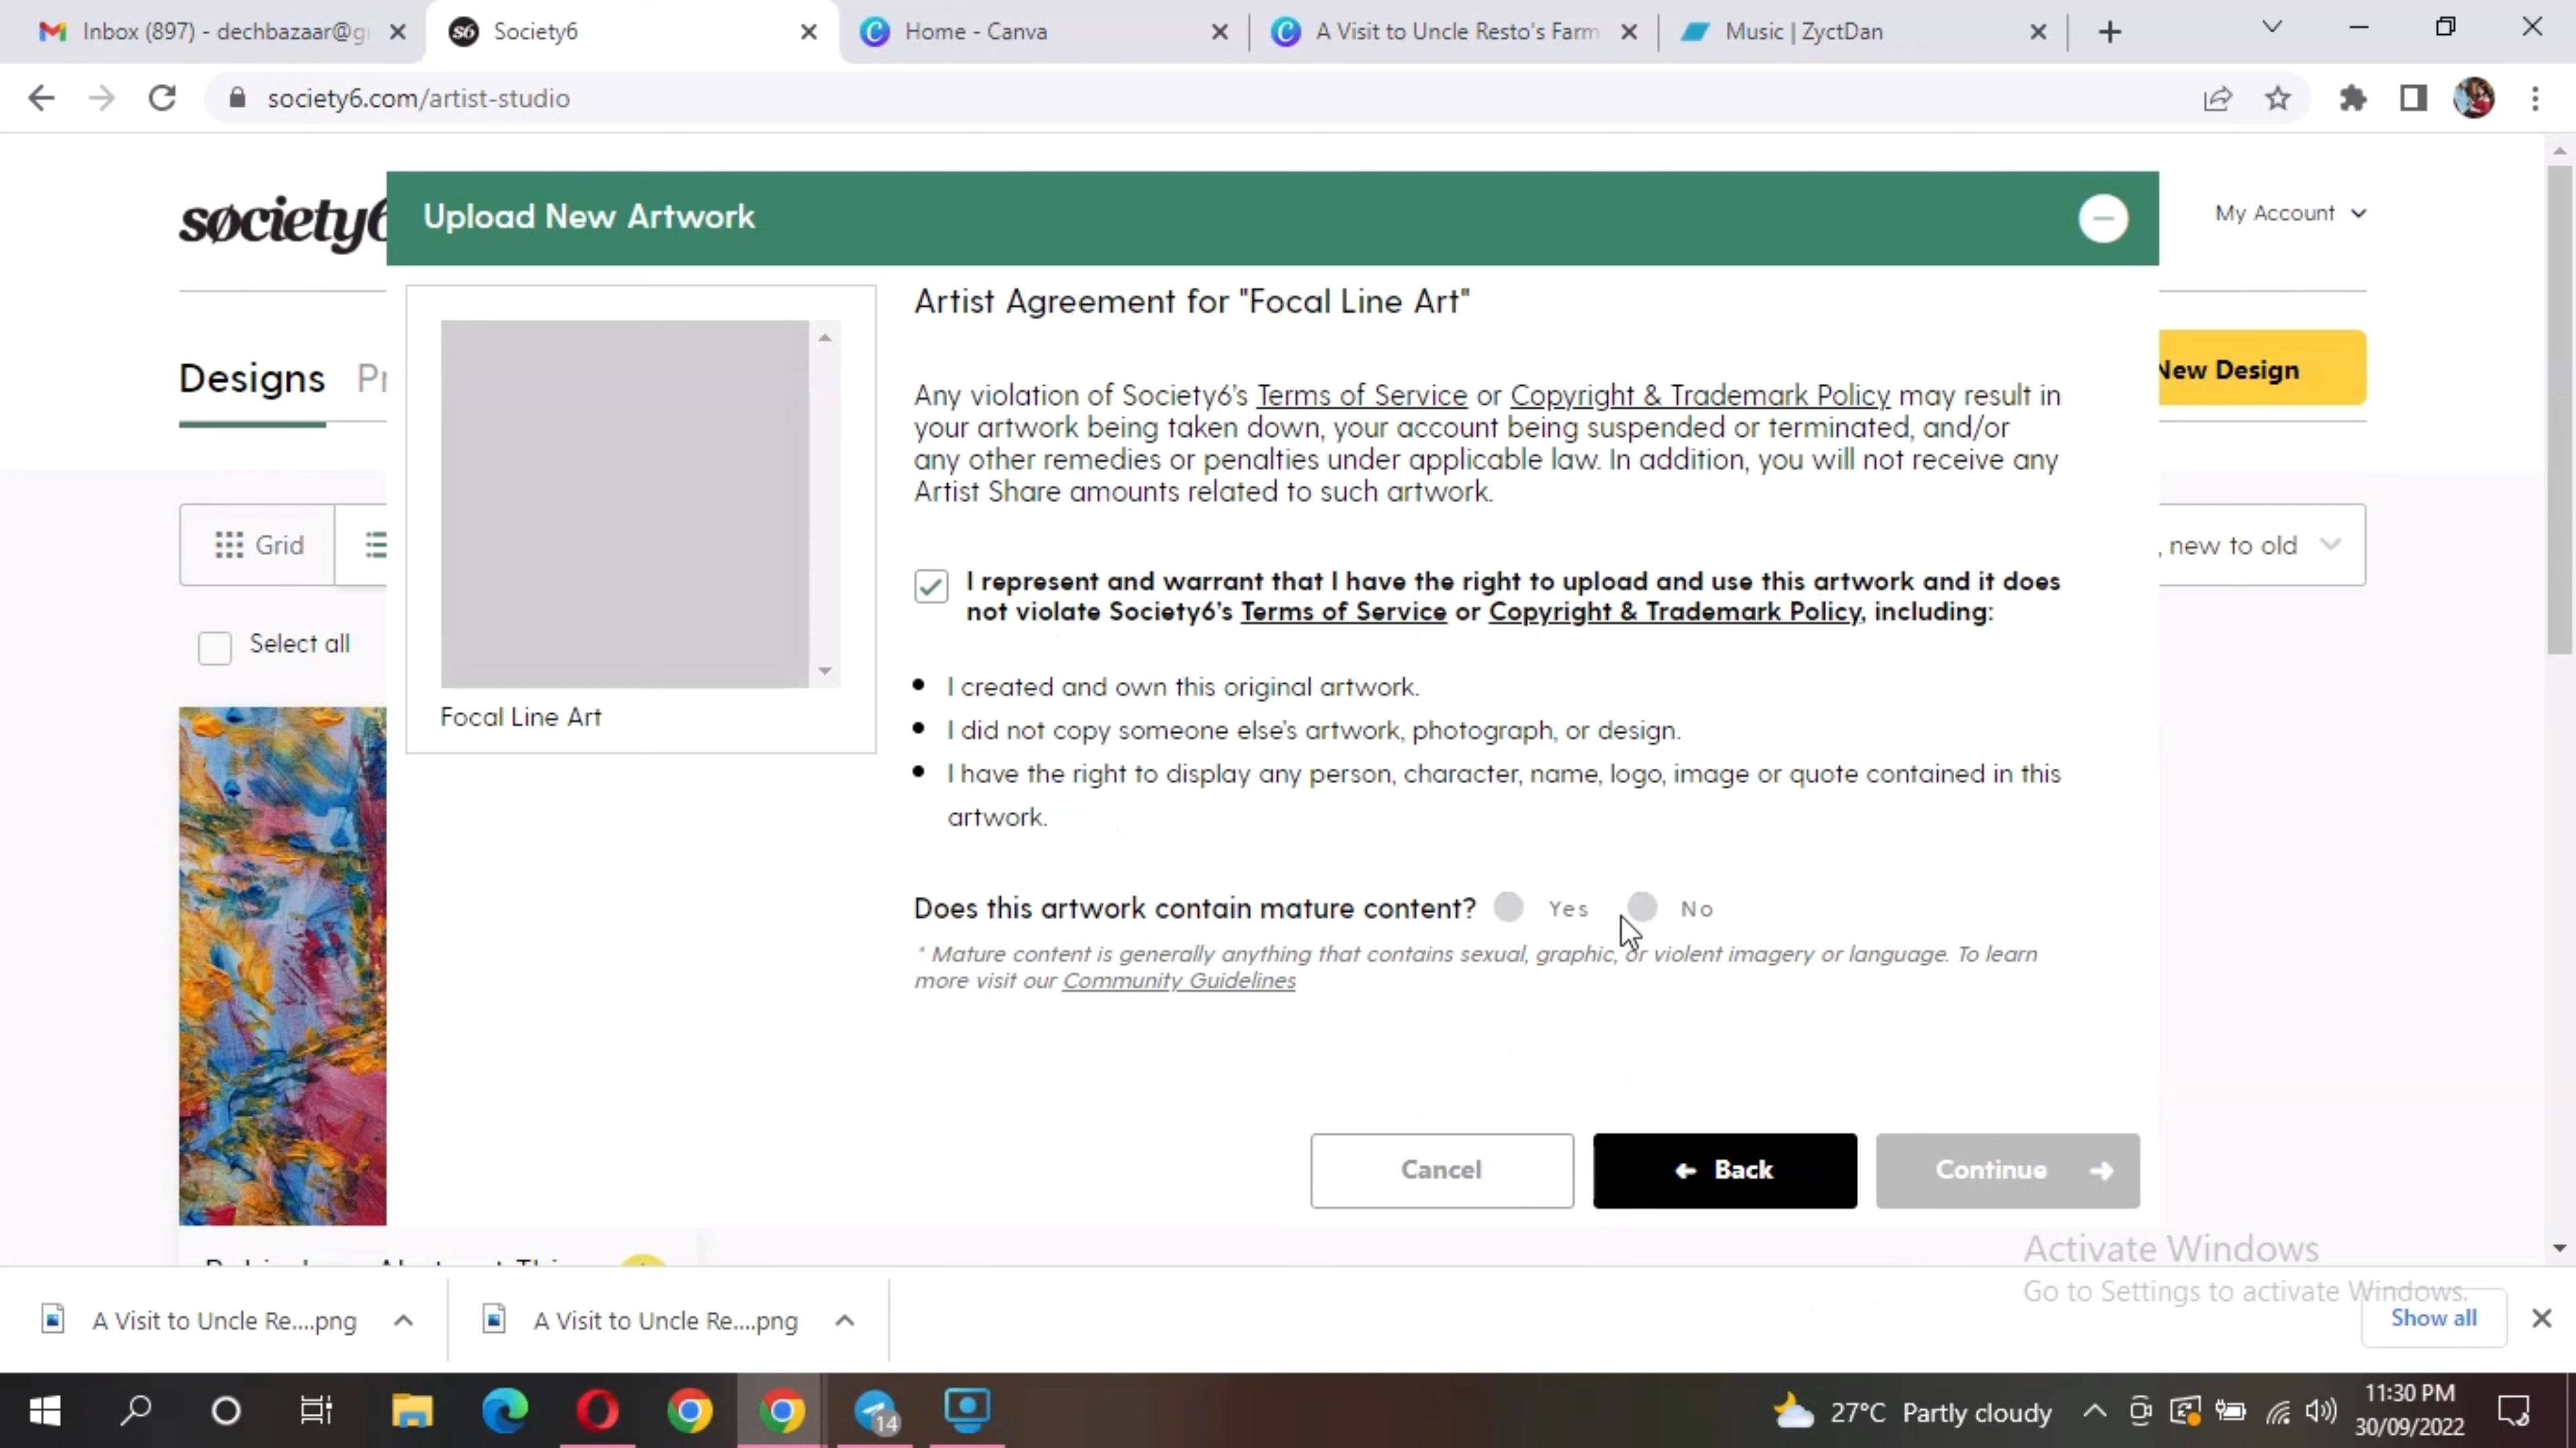 Inbox (897) - dechbazaar@g
Society6
Home - Canva
A Visit to Uncle Resto's Farm
Music | ZyctDan
society6.com/artist-studio
society6
Upload New Artwork
My Account
Artist Agreement for "Focal Line Art"
Designs
New Design
Any violation of Society6's Terms of Service or Copyright & Trademark Policy may result in
your artwork being taken down, your account being suspended or terminated, and/or
any other remedies or penalties under applicable law. In addition, you will not receive any
Artist Share amounts related to such artwork.
Grid
, new to old
I represent and warrant that I have the right to upload and use this artwork and it does
not violate Society6's Terms of Service or Copyright & Trademark Policy, including:
Select all
I created and own this original artwork.
Focal Line Art
I did not copy someone else's artwork, photograph, or design.
I have the right to display any person, character, name, logo, image or quote contained in this
artwork.
Does this artwork contain mature content? Yes No
* Mature content is generally anything that contains sexual, graphic, or violent imagery or language. To learn
more visit our Community Guidelines
Cancel
Back
Continue
Activate Windows
Go to Settings to activate Windows.
A Visit to Uncle Re....png
A Visit to Uncle Re....png
Show all
14
27°C Partly cloudy
11:30 PM
30/09/2022